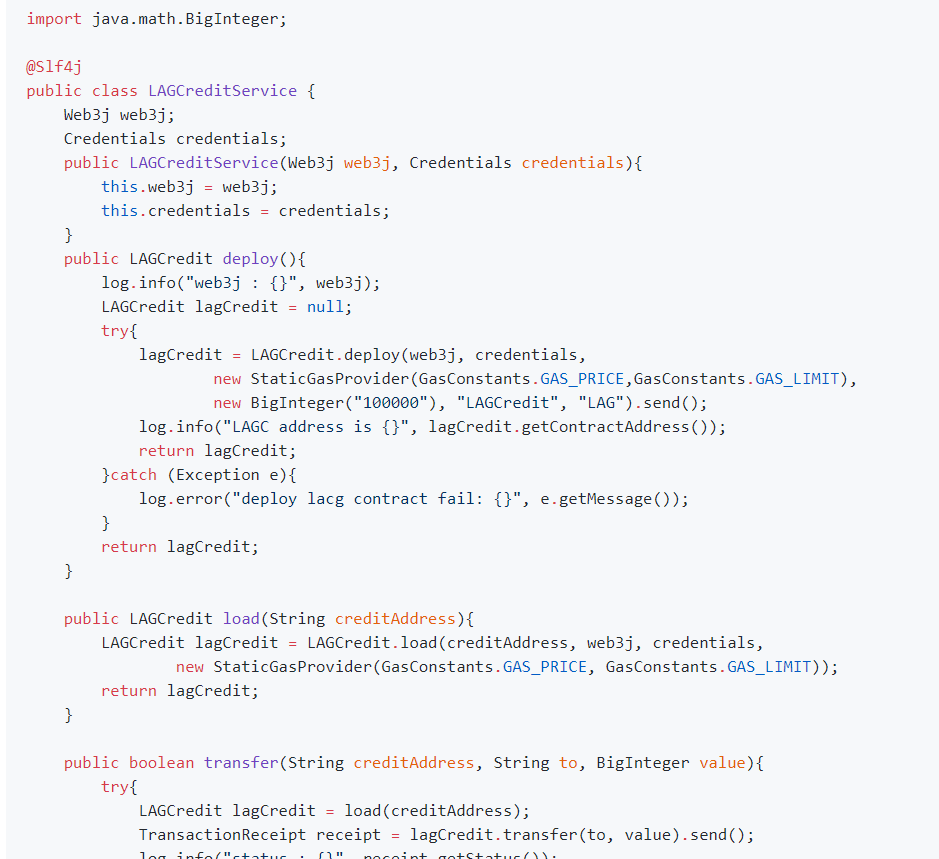 import java.math.BigInteger;
@Slf4j
public class LAGCreditService {
    Web3j web3j;
    Credentials credentials;
    public LAGCreditService(Web3j web3j, Credentials credentials){
        this.web3j = web3j;
        this.credentials = credentials;
    }
    public LAGCredit deploy(){
        log.info("web3j : {}", web3j);
        LAGCredit lagCredit = null;
        try{
            lagCredit = LAGCredit.deploy(web3j, credentials,
                    new StaticGasProvider(GasConstants.GAS_PRICE,GasConstants.GAS_LIMIT),
                    new BigInteger("100000"), "LAGCredit", "LAG").send();
            log.info("LAGC address is {}", lagCredit.getContractAddress());
            return lagCredit;
        }catch (Exception e){
            log.error("deploy lacg contract fail: {}", e.getMessage());
        }
        return lagCredit;
    }
    public LAGCredit load(String creditAddress){
        LAGCredit lagCredit = LAGCredit.load(creditAddress, web3j, credentials,
                new StaticGasProvider(GasConstants.GAS_PRICE, GasConstants.GAS_LIMIT));
        return lagCredit;
    }
    public boolean transfer(String creditAddress, String to, BigInteger value){
        try{
            LAGCredit lagCredit = load(creditAddress);
            TransactionReceipt receipt = lagCredit.transfer(to, value).send();
            log.info("status : {}", receipt.getStatus());